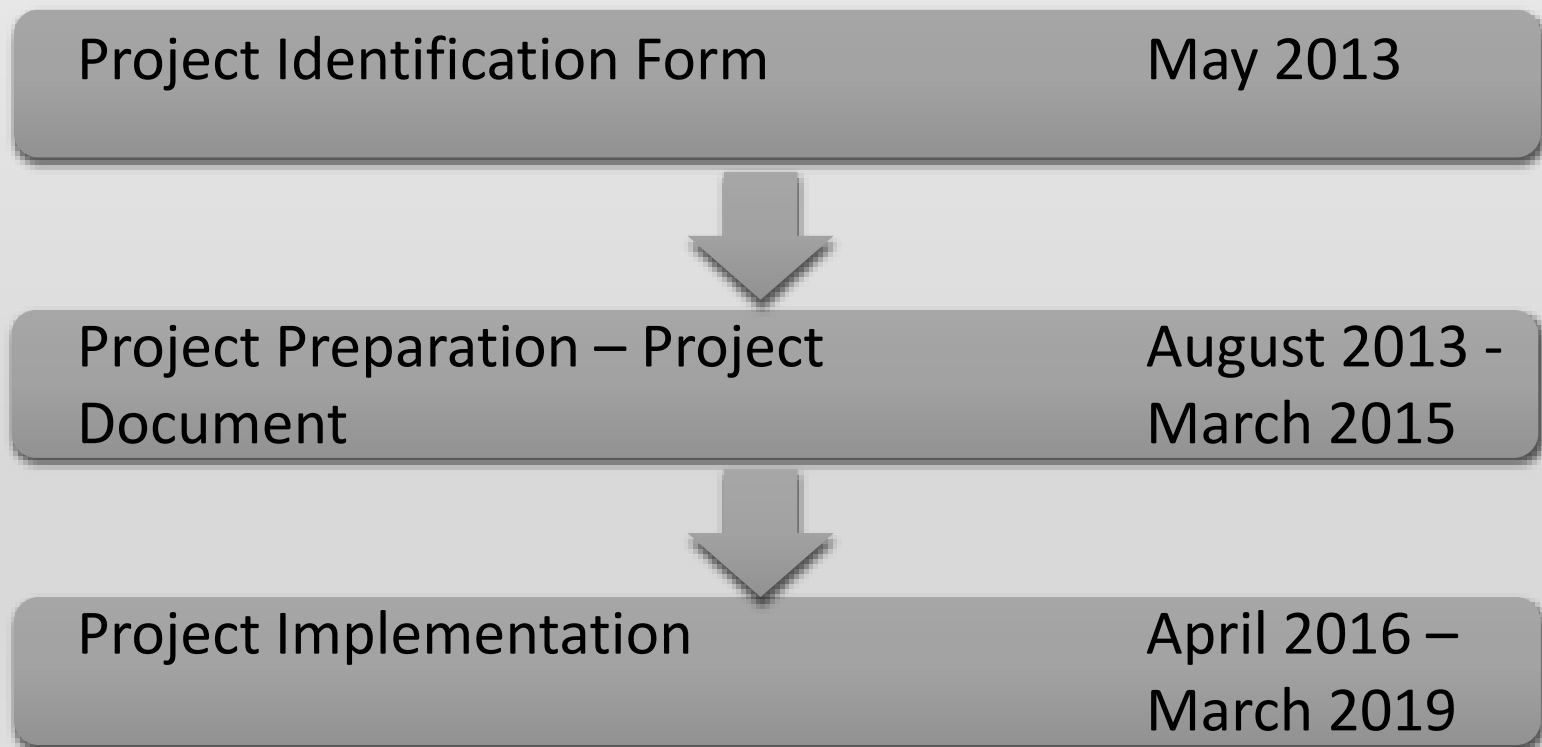 Project Identification Form May 2013
Project Preparation – Project August 2013 -
Document March 2015
Project Implementation April 2016 –
March 2019